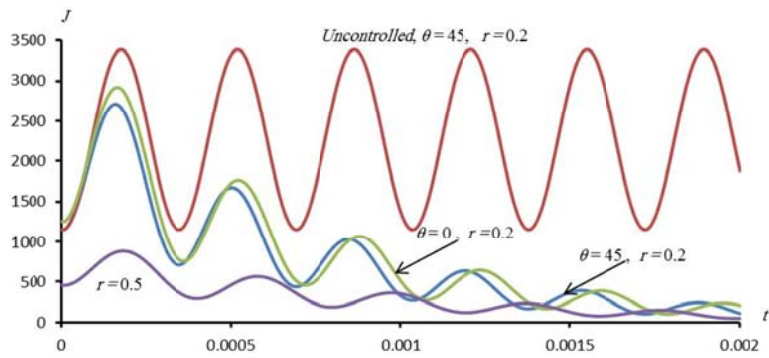 J
Uncontrolled, θ = 45, r = 0.2
3500
3000
2500
2000
1500
1000
500
0
θ = 0, r = 0.2
θ = 45, r = 0.2
r = 0.5
t
0 0.0005 0.001 0.0015 0.002